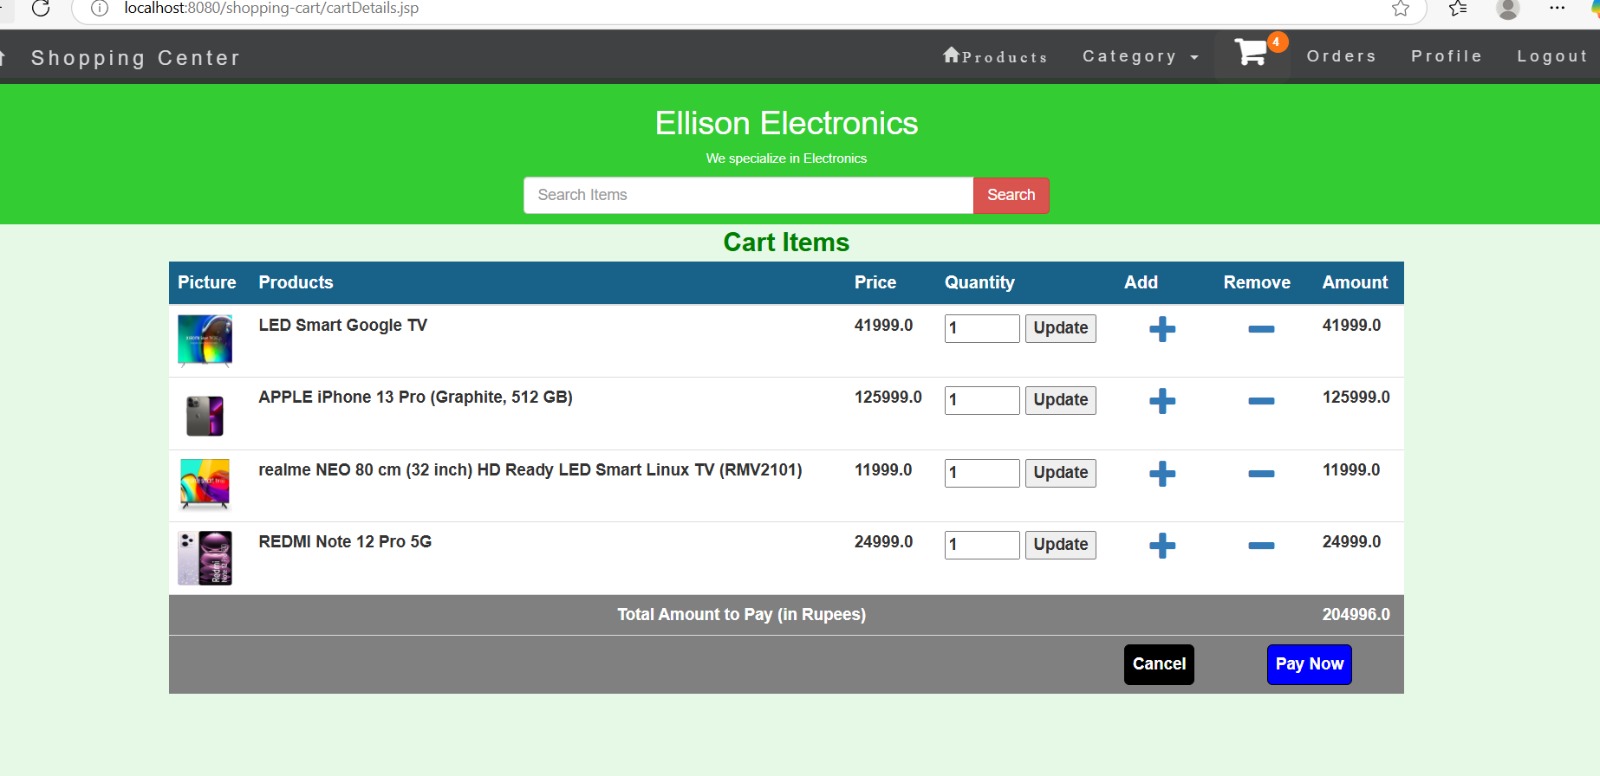 localhost:8080/shopping-cart/cartDetails.jsp
Shopping Center Products Category 4 Orders Profile Logout
Ellison Electronics
We specialize in Electronics
Search Items Search
Cart Items
Picture Products Price Quantity Add Remove Amount
LED Smart Google TV 41999.0 1 Update 41999.0
APPLE iPhone 13 Pro (Graphite, 512 GB) 125999.0 1 Update 125999.0
realme NEO 80 cm (32 inch) HD Ready LED Smart Linux TV (RMV2101) 11999.0 1 Update 11999.0
REDMI Note 12 Pro 5G 24999.0 1 Update 24999.0
Total Amount to Pay (in Rupees) 204996.0
Cancel Pay Now